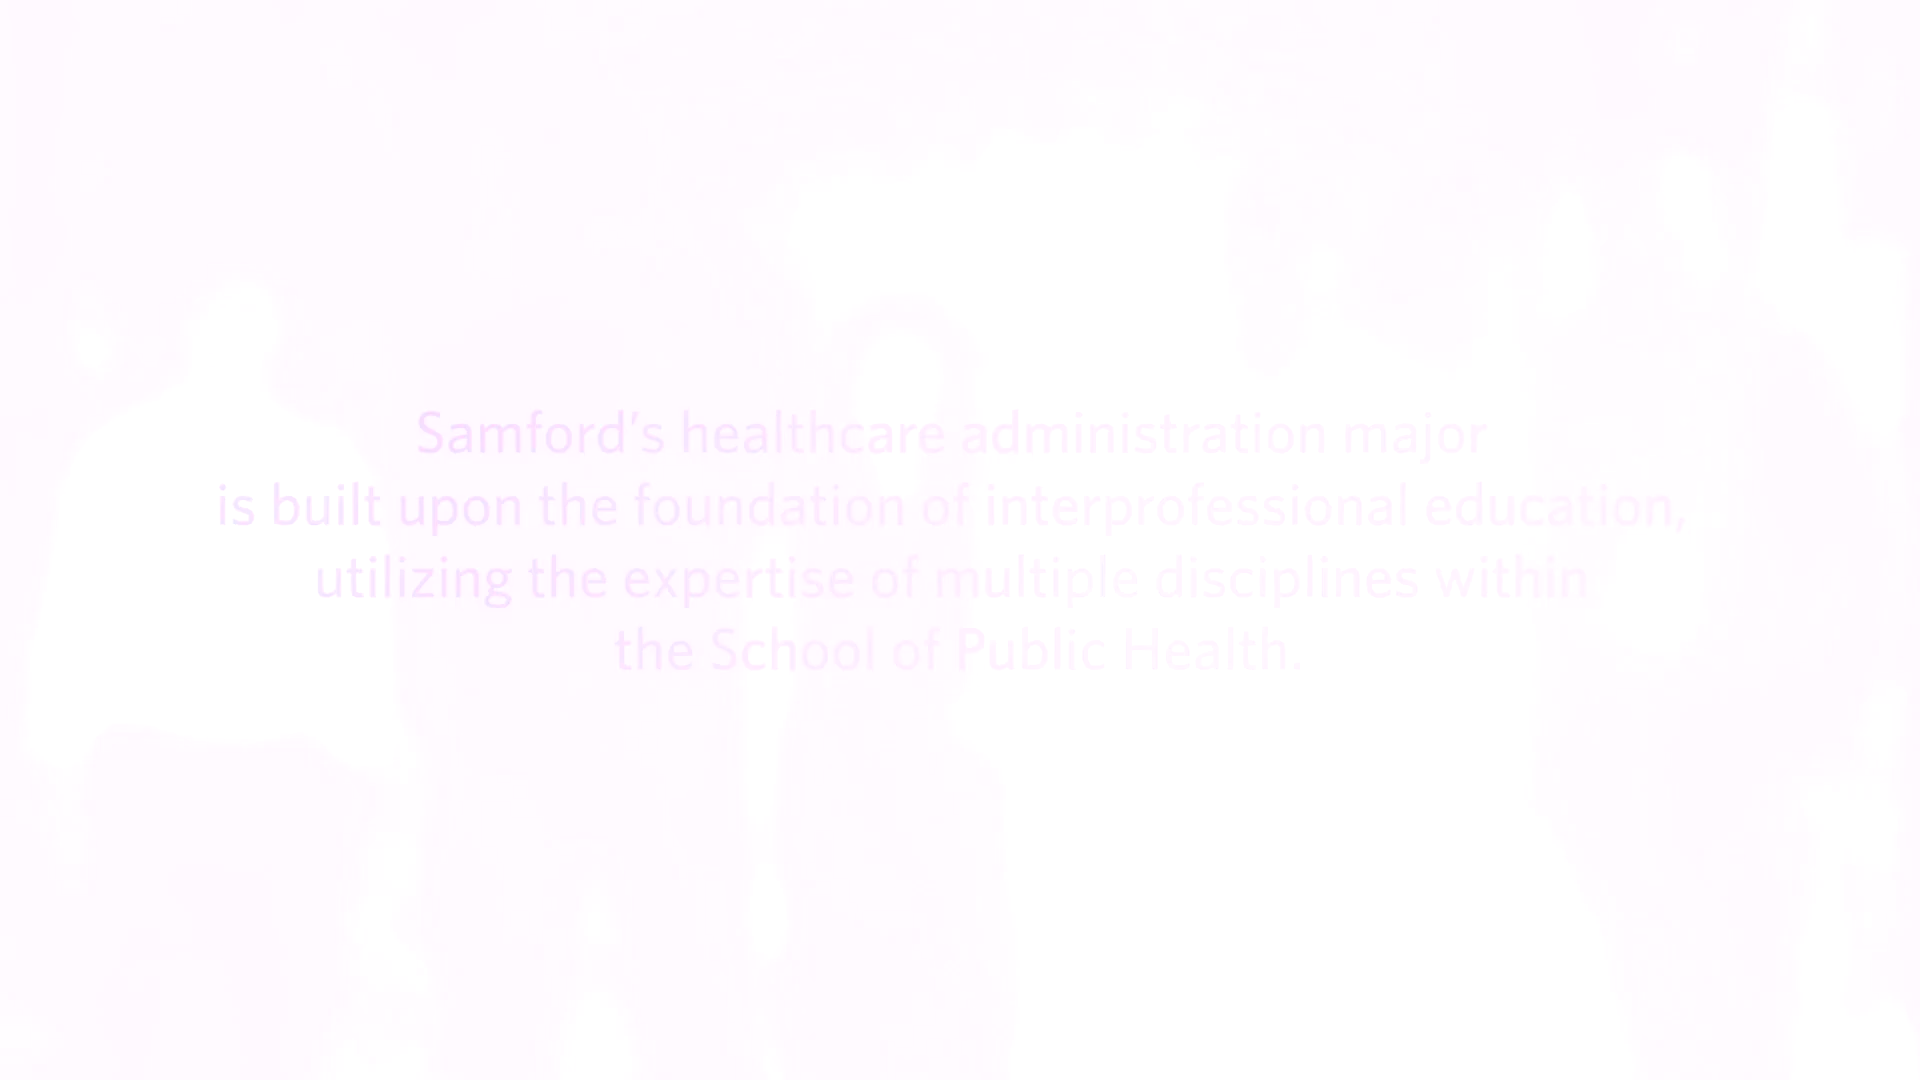 Samford’s healthcare administration major
is built upon the foundation of interprofessional education,
utilizing the expertise of multiple disciplines within
the School of Public Health.